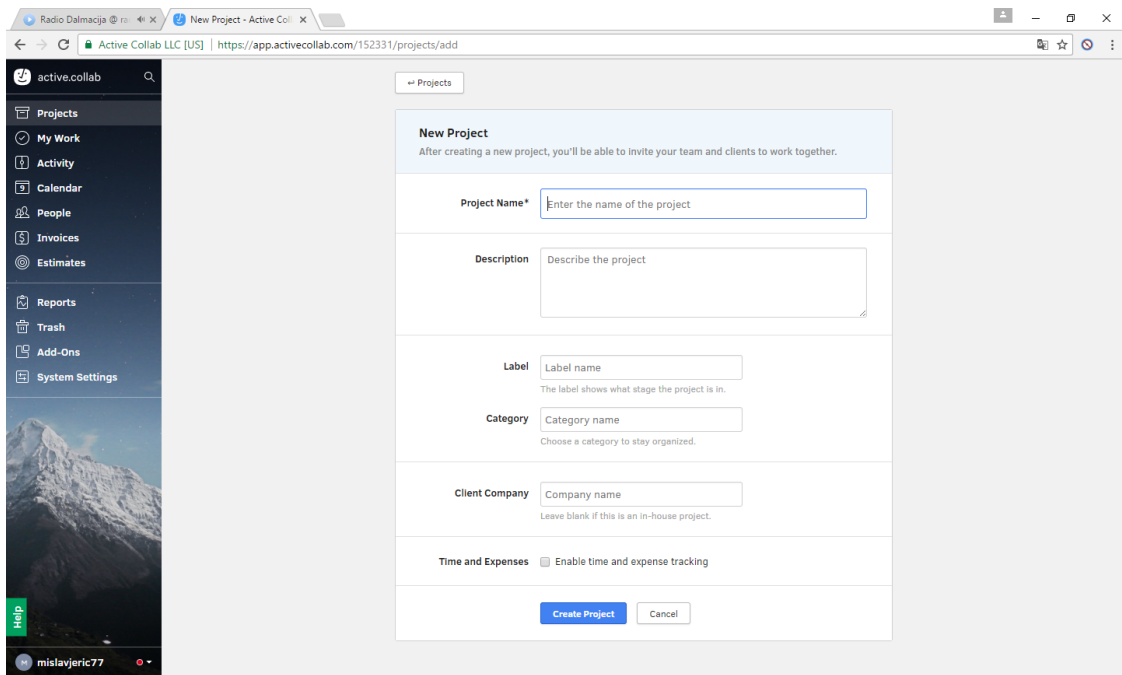 Radio Dalmacija @ ra
New Project - Active Coll
Active Collab LLC [US] | https://app.activecollab.com/152331/projects/add
active.collab
Projects
My Work
Activity
9 Calendar
People
Invoices
Estimates
Reports
Trash
Add-Ons
System Settings
Help
M mislavjeric77
↩ Projects
New Project
After creating a new project, you'll be able to invite your team and clients to work together.
Project Name* Enter the name of the project
Description Describe the project
Label Label name
The label shows what stage the project is in.
Category Category name
Choose a category to stay organized.
Client Company Company name
Leave blank if this is an in-house project.
Time and Expenses Enable time and expense tracking
Create Project Cancel